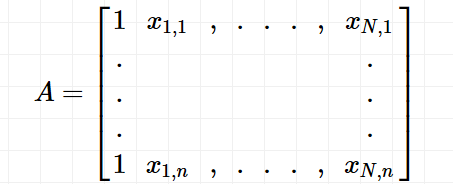 1 x_{1,1} , . . . , x_{N,1}
. .
A = . .
. .
1 x_{1,n} , . . . , x_{N,n}